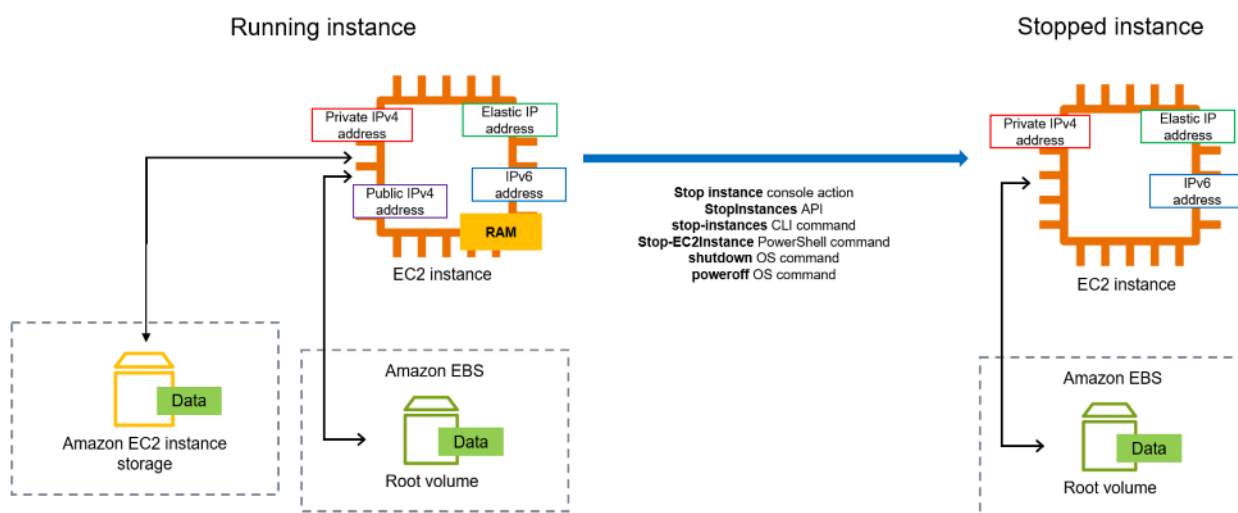 Running instance
Stopped instance
Private IPv4
address
Elastic IP
address
Public IPv4
address
IPv6
address
RAM
EC2 instance
Stop instance console action
StopInstances API
stop-instances CLI command
Stop-EC2Instance PowerShell command
shutdown OS command
poweroff OS command
Private IPv4
address
Elastic IP
address
IPv6
address
EC2 instance
Data
Amazon EC2 instance
storage
Amazon EBS
Data
Root volume
Amazon EBS
Data
Root volume